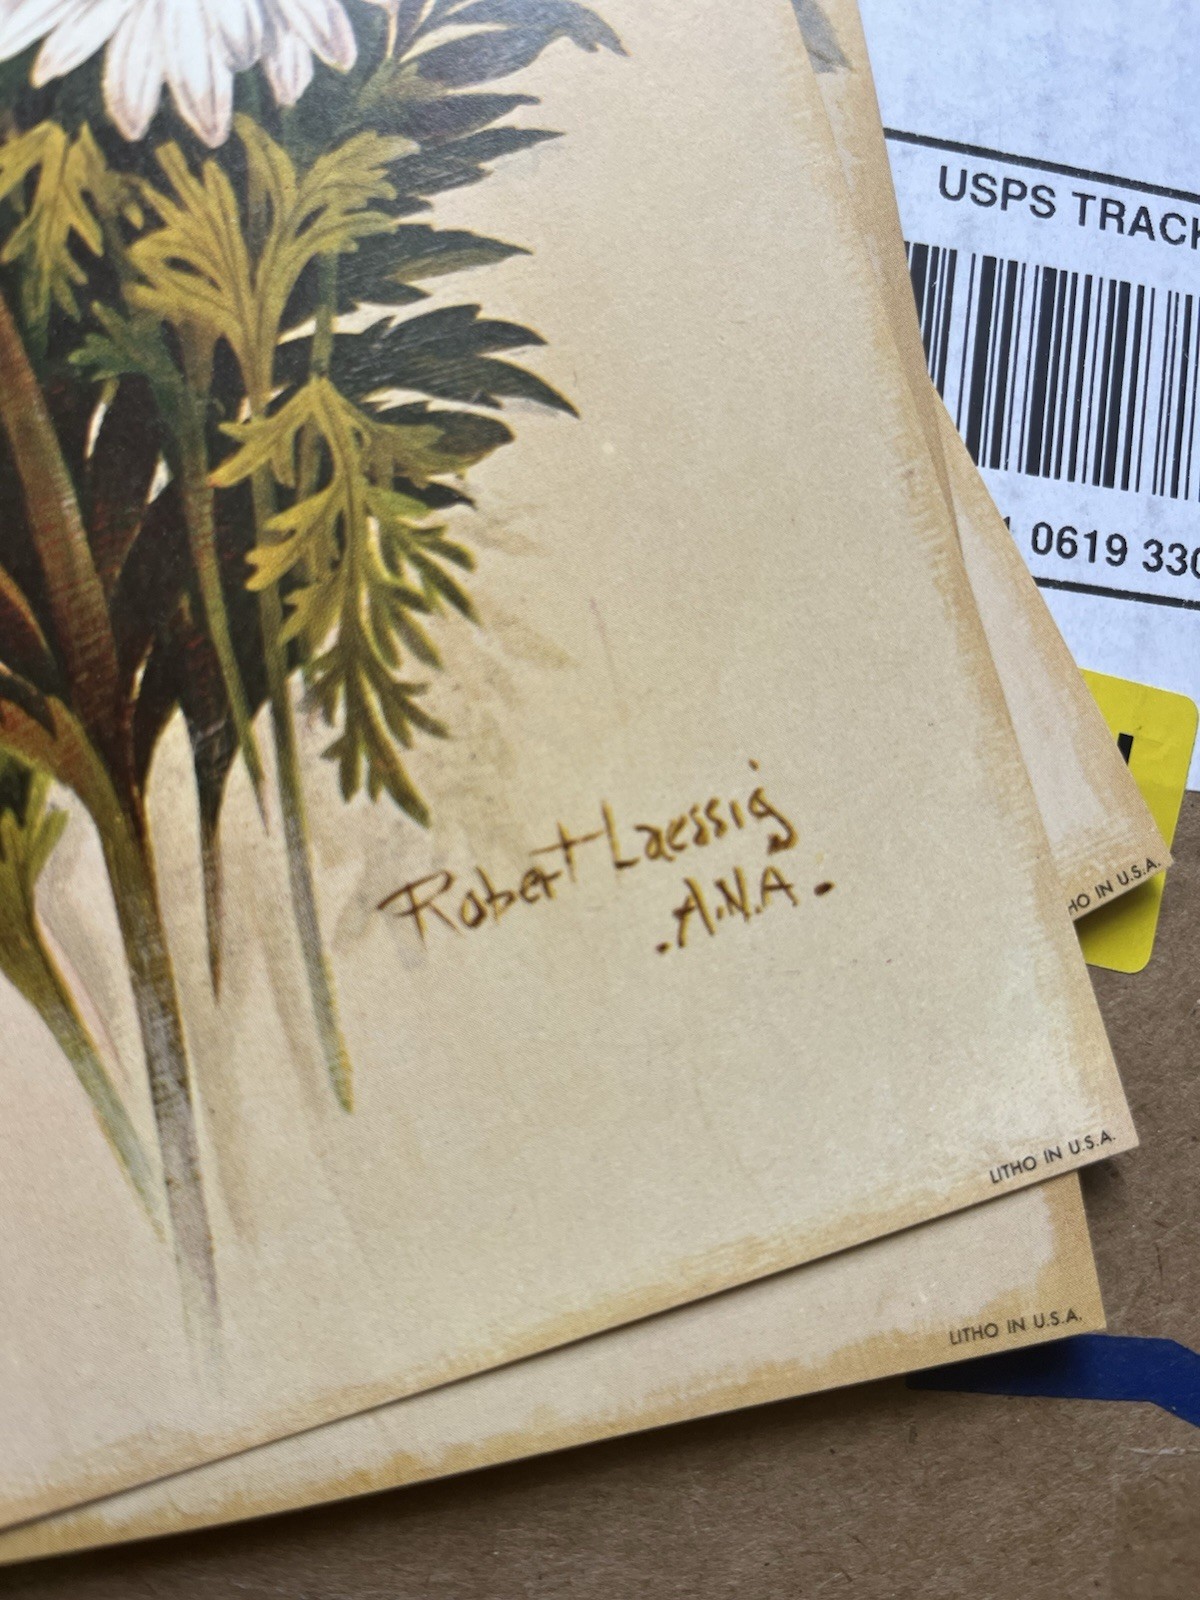 USPS TRACK
0619 330
Robert Laessig
.A.N.A.
HO IN U.S.A.
LITHO IN U.S.A.
LITHO IN U.S.A.